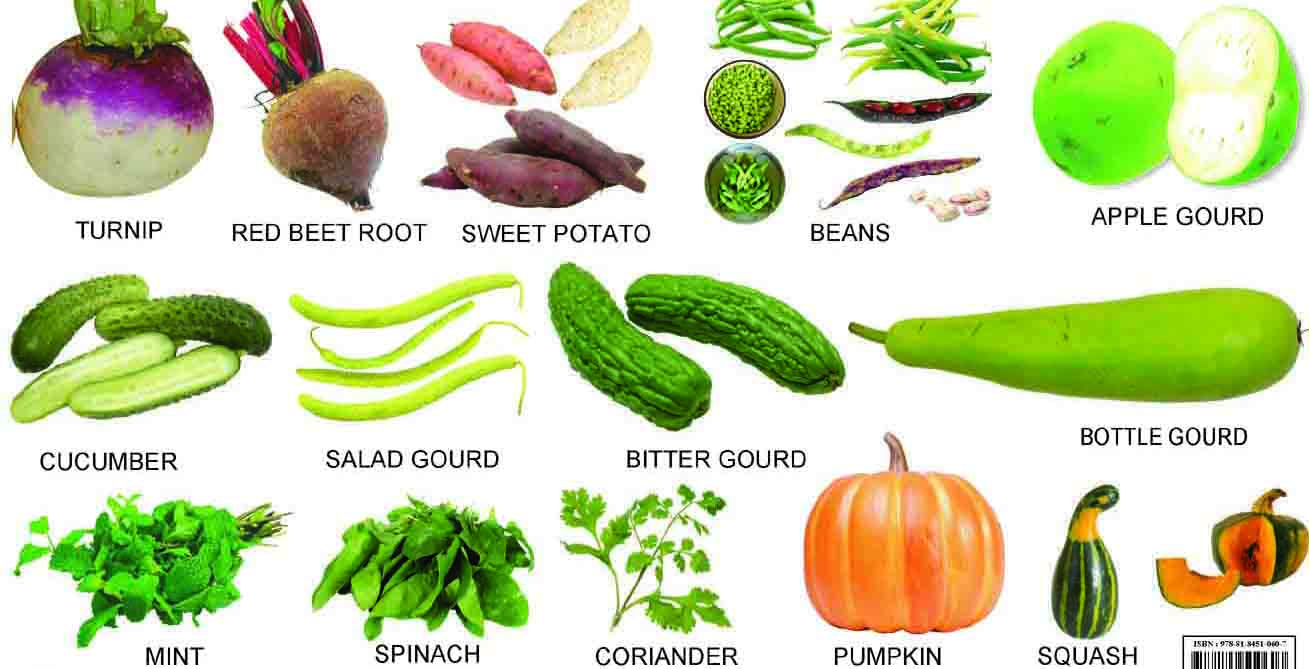 TURNIP
RED BEET ROOT
SWEET POTATO
BEANS
APPLE GOURD
CUCUMBER
SALAD GOURD
BITTER GOURD
BOTTLE GOURD
MINT
SPINACH
CORIANDER
PUMPKIN
SQUASH
ISBN : 978-81-8451-060-7